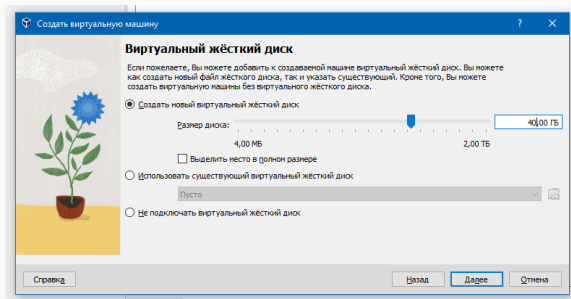 Создать виртуальную машину
Виртуальный жёсткий диск
Если пожелаете, Вы можете добавить к создаваемой машине виртуальный жёсткий диск. Вы можете
как создать новый файл жёсткого диска, так и указать существующий. Кроме того, Вы можете
создать виртуальную машину без виртуального жёсткого диска.
Создать новый виртуальный жёсткий диск
Размер диска: 40,00 ГБ
4,00 МБ 2,00 ТБ
Выделить место в полном размере
Использовать существующий виртуальный жёсткий диск
Пусто
Не подключать виртуальный жёсткий диск
Справка Назад Далее Отмена